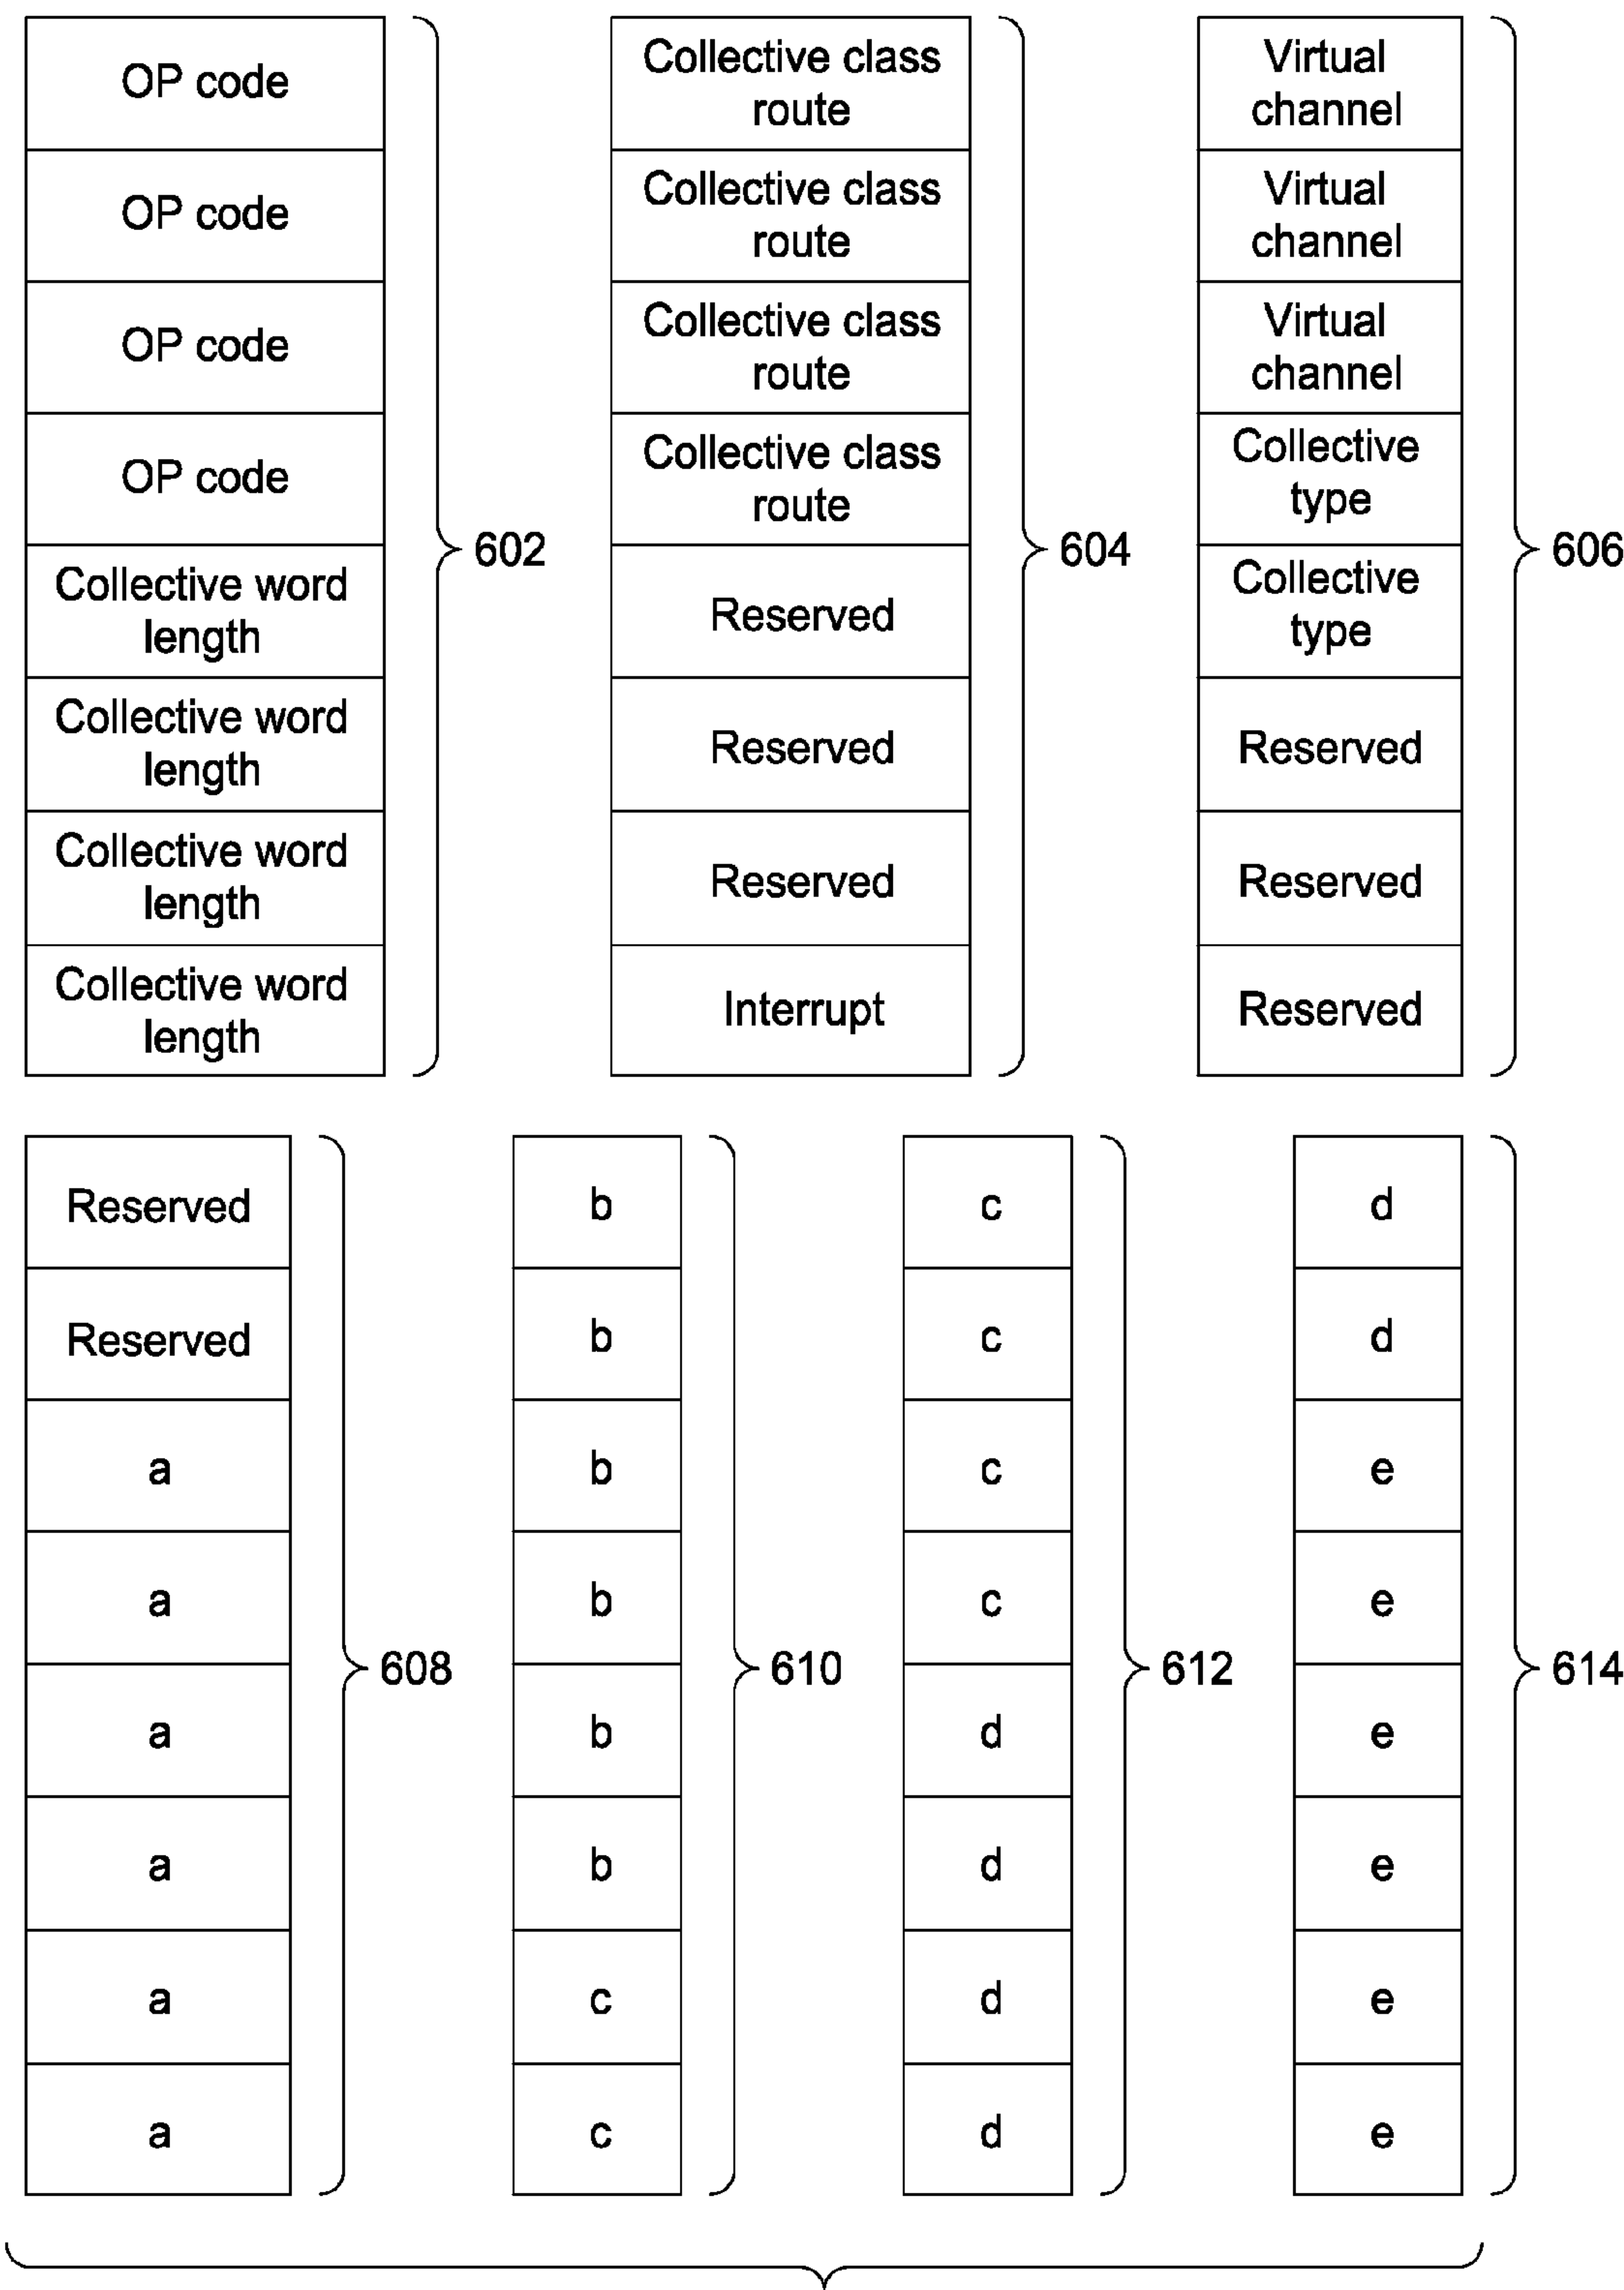 OP code
OP code
OP code
OP code
Collective word
length
Collective word
length
Collective word
length
Collective word
length
602
Collective class
route
Collective class
route
Collective class
route
Collective class
route
Reserved
Reserved
Reserved
Interrupt
604
Virtual
channel
Virtual
channel
Virtual
channel
Collective
type
Collective
type
Reserved
Reserved
Reserved
606
Reserved
Reserved
a
a
a
a
a
a
608
b
b
b
b
b
b
c
c
610
c
c
c
c
d
d
d
d
612
d
d
e
e
e
e
e
e
614